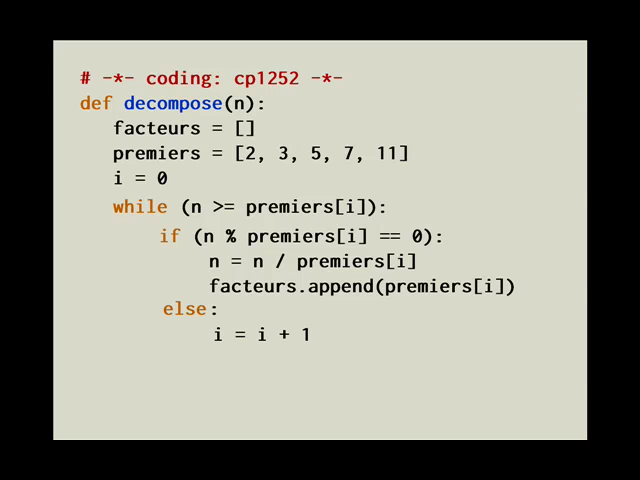 # -*- coding: cp1252 -*-
def decompose(n):
facteurs = []
premiers = [2, 3, 5, 7, 11]
i = 0
while (n >= premiers[i]):
if (n % premiers[i] == 0):
n = n / premiers[i]
facteurs.append(premiers[i])
else:
i = i + 1